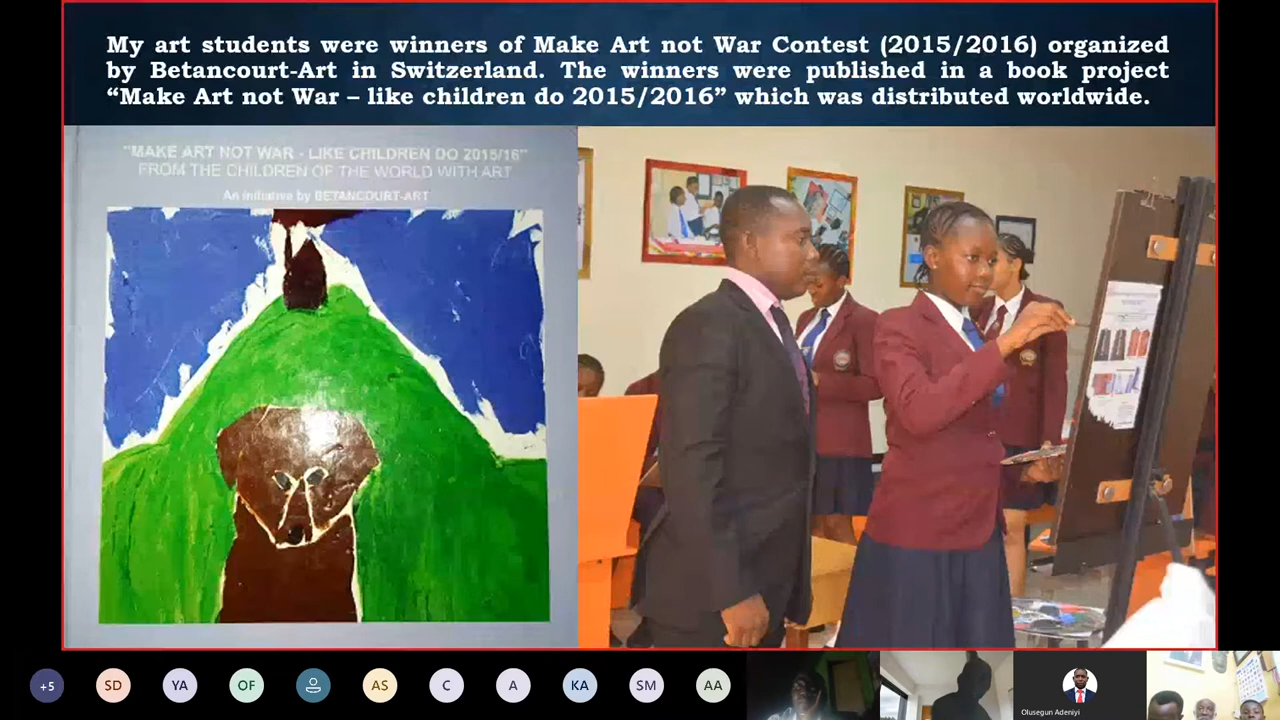 My art students were winners of Make Art not War Contest (2015/2016) organized
by Betancourt-Art in Switzerland. The winners were published in a book project
“Make Art not War – like children do 2015/2016” which was distributed worldwide.
"MAKE ART NOT WAR - LIKE CHILDREN DO 2015/16"
FROM THE CHILDREN OF THE WORLD WITH ART
An initiative by BETANCOURT-ART
+5
SD
YA
OF
AS
C
A
KA
SM
AA
Olusegun Adeniyi